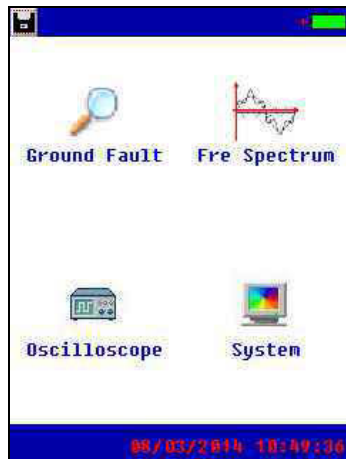 Ground Fault
Fre Spectrum
Oscilloscope
System
08/03/2014 10:49:36